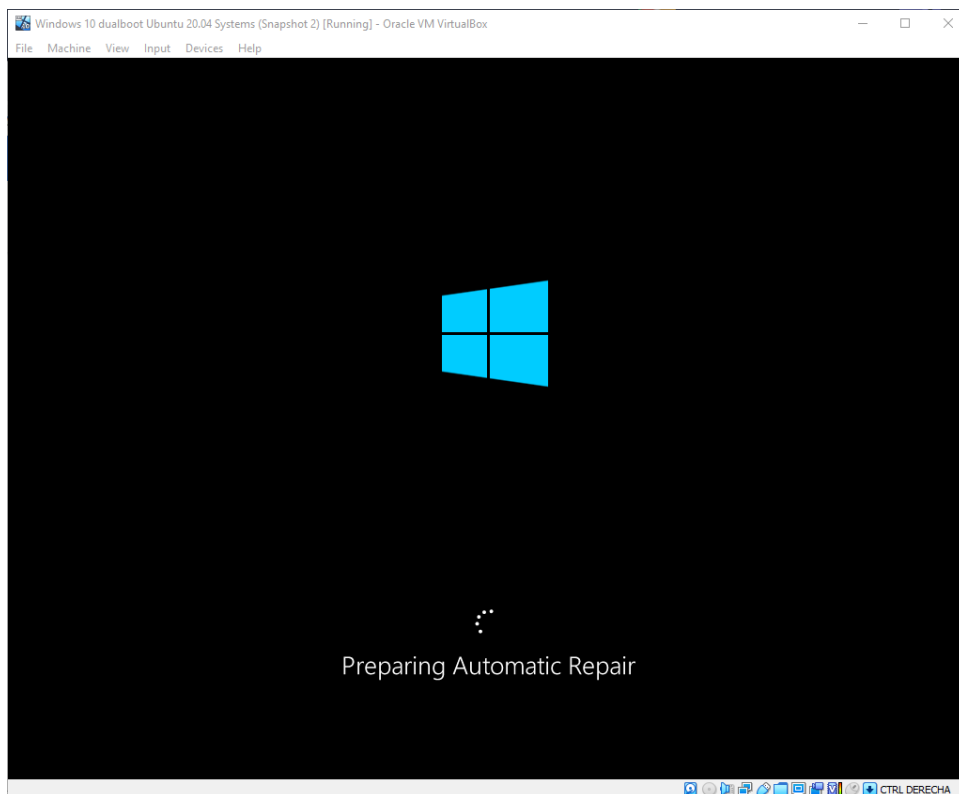 Windows 10 dualboot Ubuntu 20.04 Systems (Snapshot 2) [Running] - Oracle VM VirtualBox
File Machine View Input Devices Help
Preparing Automatic Repair
CTRL DERECHA